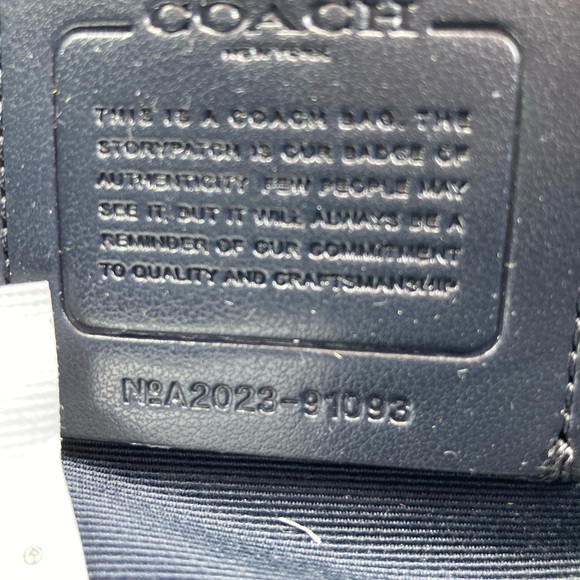 COACH
NEW YORK
THIS IS A COACH BAG. THE
STORYPATCH IS OUR BADGE OF
AUTHENTICITY. FEW PEOPLE MAY
SEE IT, BUT IT WILL ALWAYS BE A
REMINDER OF OUR COMMITMENT
TO QUALITY AND CRAFTSMANSHIP.
NºA2023-91093